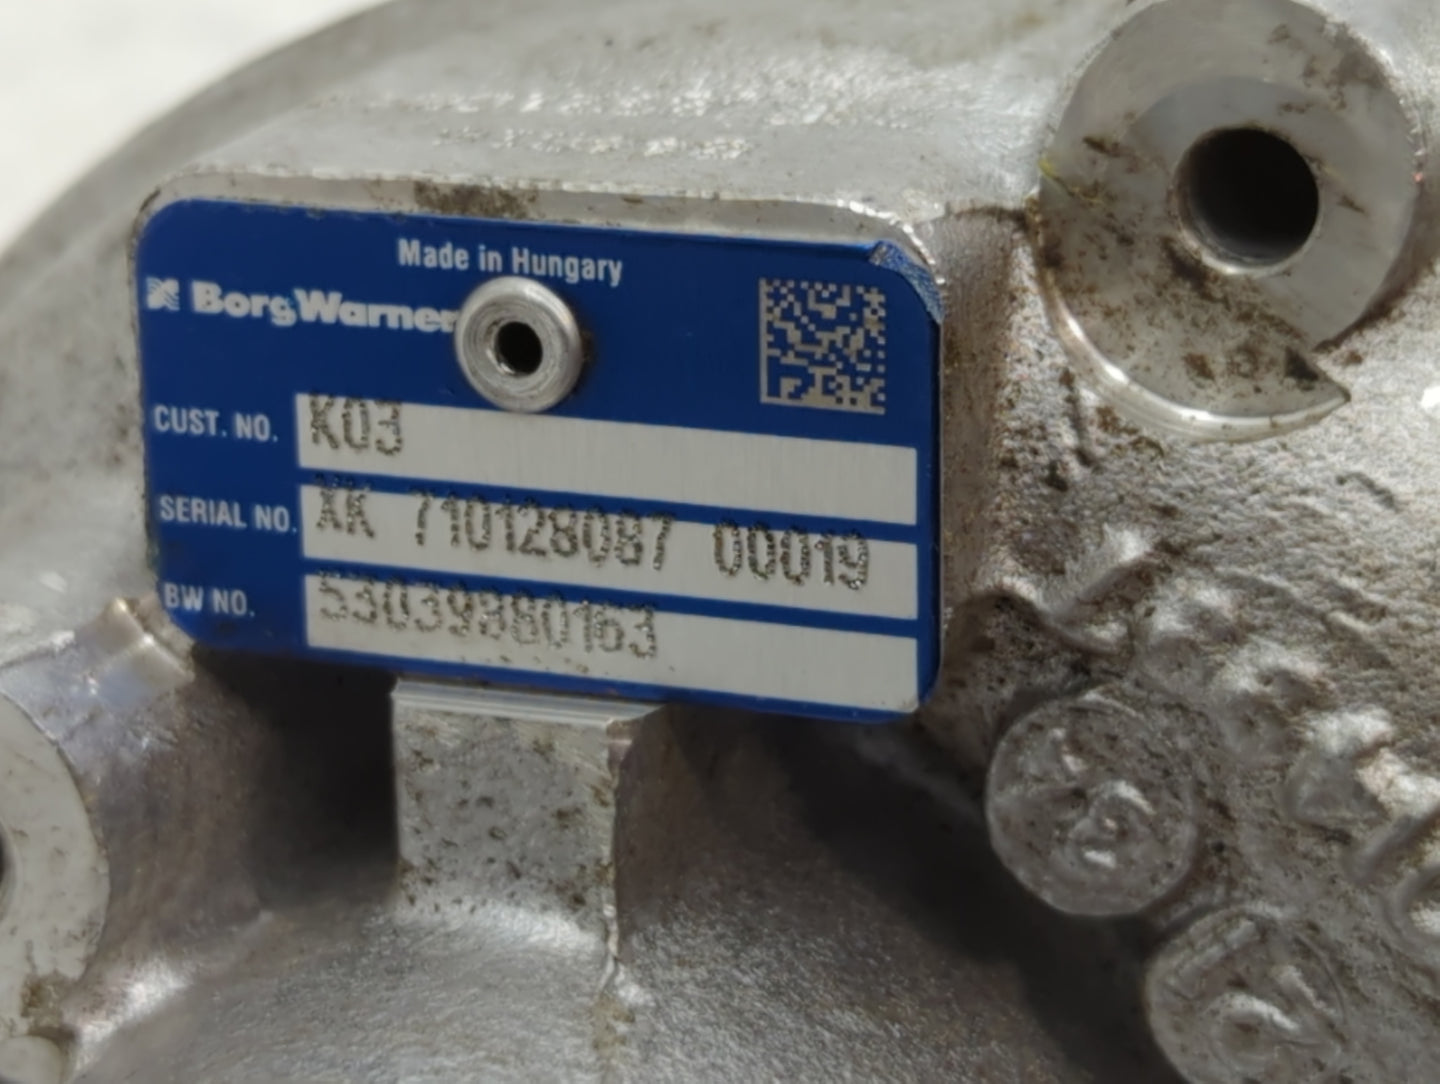 Made in Hungary
BorgWarner
CUST. NO. K03
SERIAL NO. XK 710128087 00019
BW NO. 53039880163